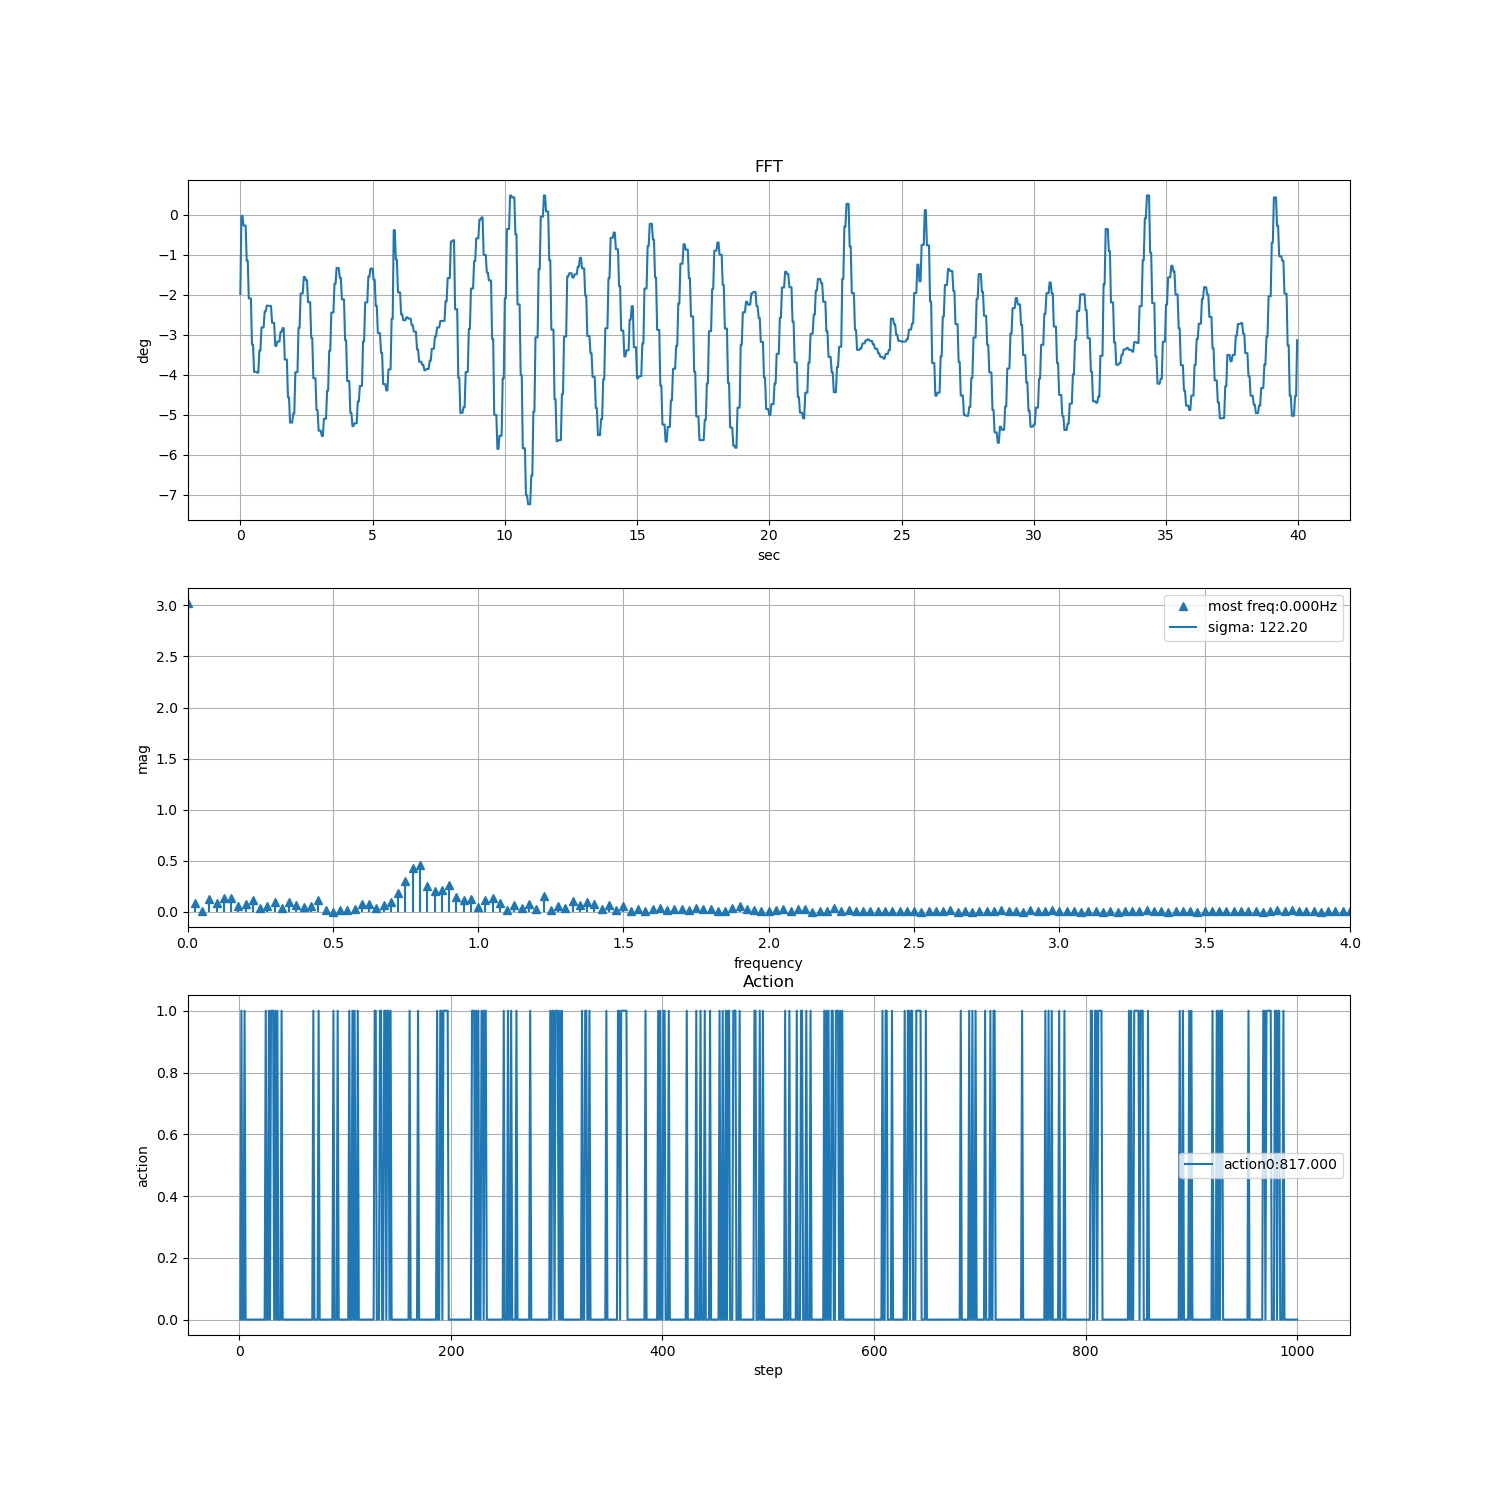 FFT
0
−1
−2
−3
−4
−5
−6
−7
deg
0 5 10 15 20 25 30 35 40
sec
3.0
2.5
2.0
1.5
1.0
0.5
0.0
mag
most freq:0.000Hz
sigma: 122.20
0.0 0.5 1.0 1.5 2.0 2.5 3.0 3.5 4.0
frequency
Action
1.0
0.8
0.6
0.4
0.2
0.0
action
action0:817.000
0 200 400 600 800 1000
step